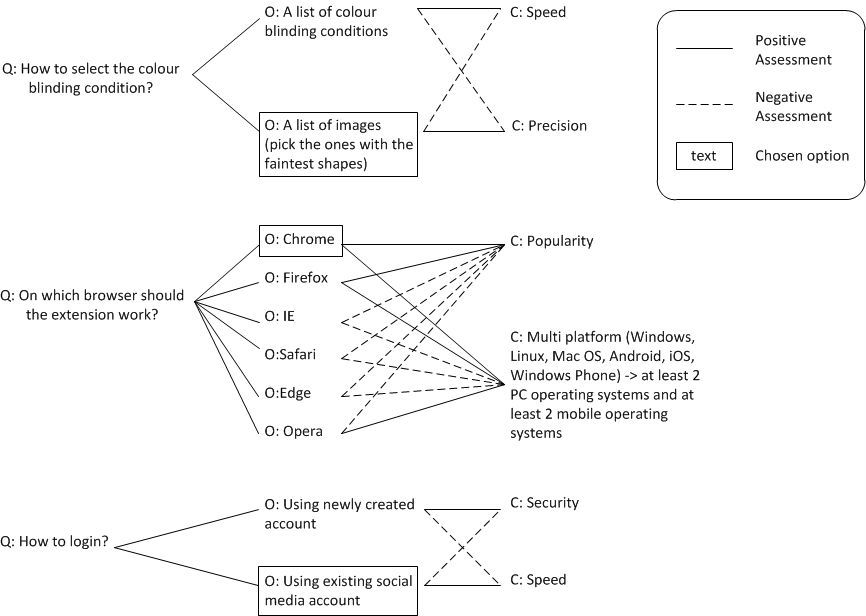 O: A list of colour
blinding conditions
C: Speed
Q: How to select the colour
blinding condition?
O: A list of images
(pick the ones with the
faintest shapes)
C: Precision
Positive
Assessment
Negative
Assessment
text
Chosen option
O: Chrome
C: Popularity
O: Firefox
Q: On which browser should
the extension work?
O: IE
O:Safari
O:Edge
O: Opera
C: Multi platform (Windows,
Linux, Mac OS, Android, iOS,
Windows Phone) -> at least 2
PC operating systems and at
least 2 mobile operating
systems
O: Using newly created
account
C: Security
Q: How to login?
O: Using existing social
media account
C: Speed